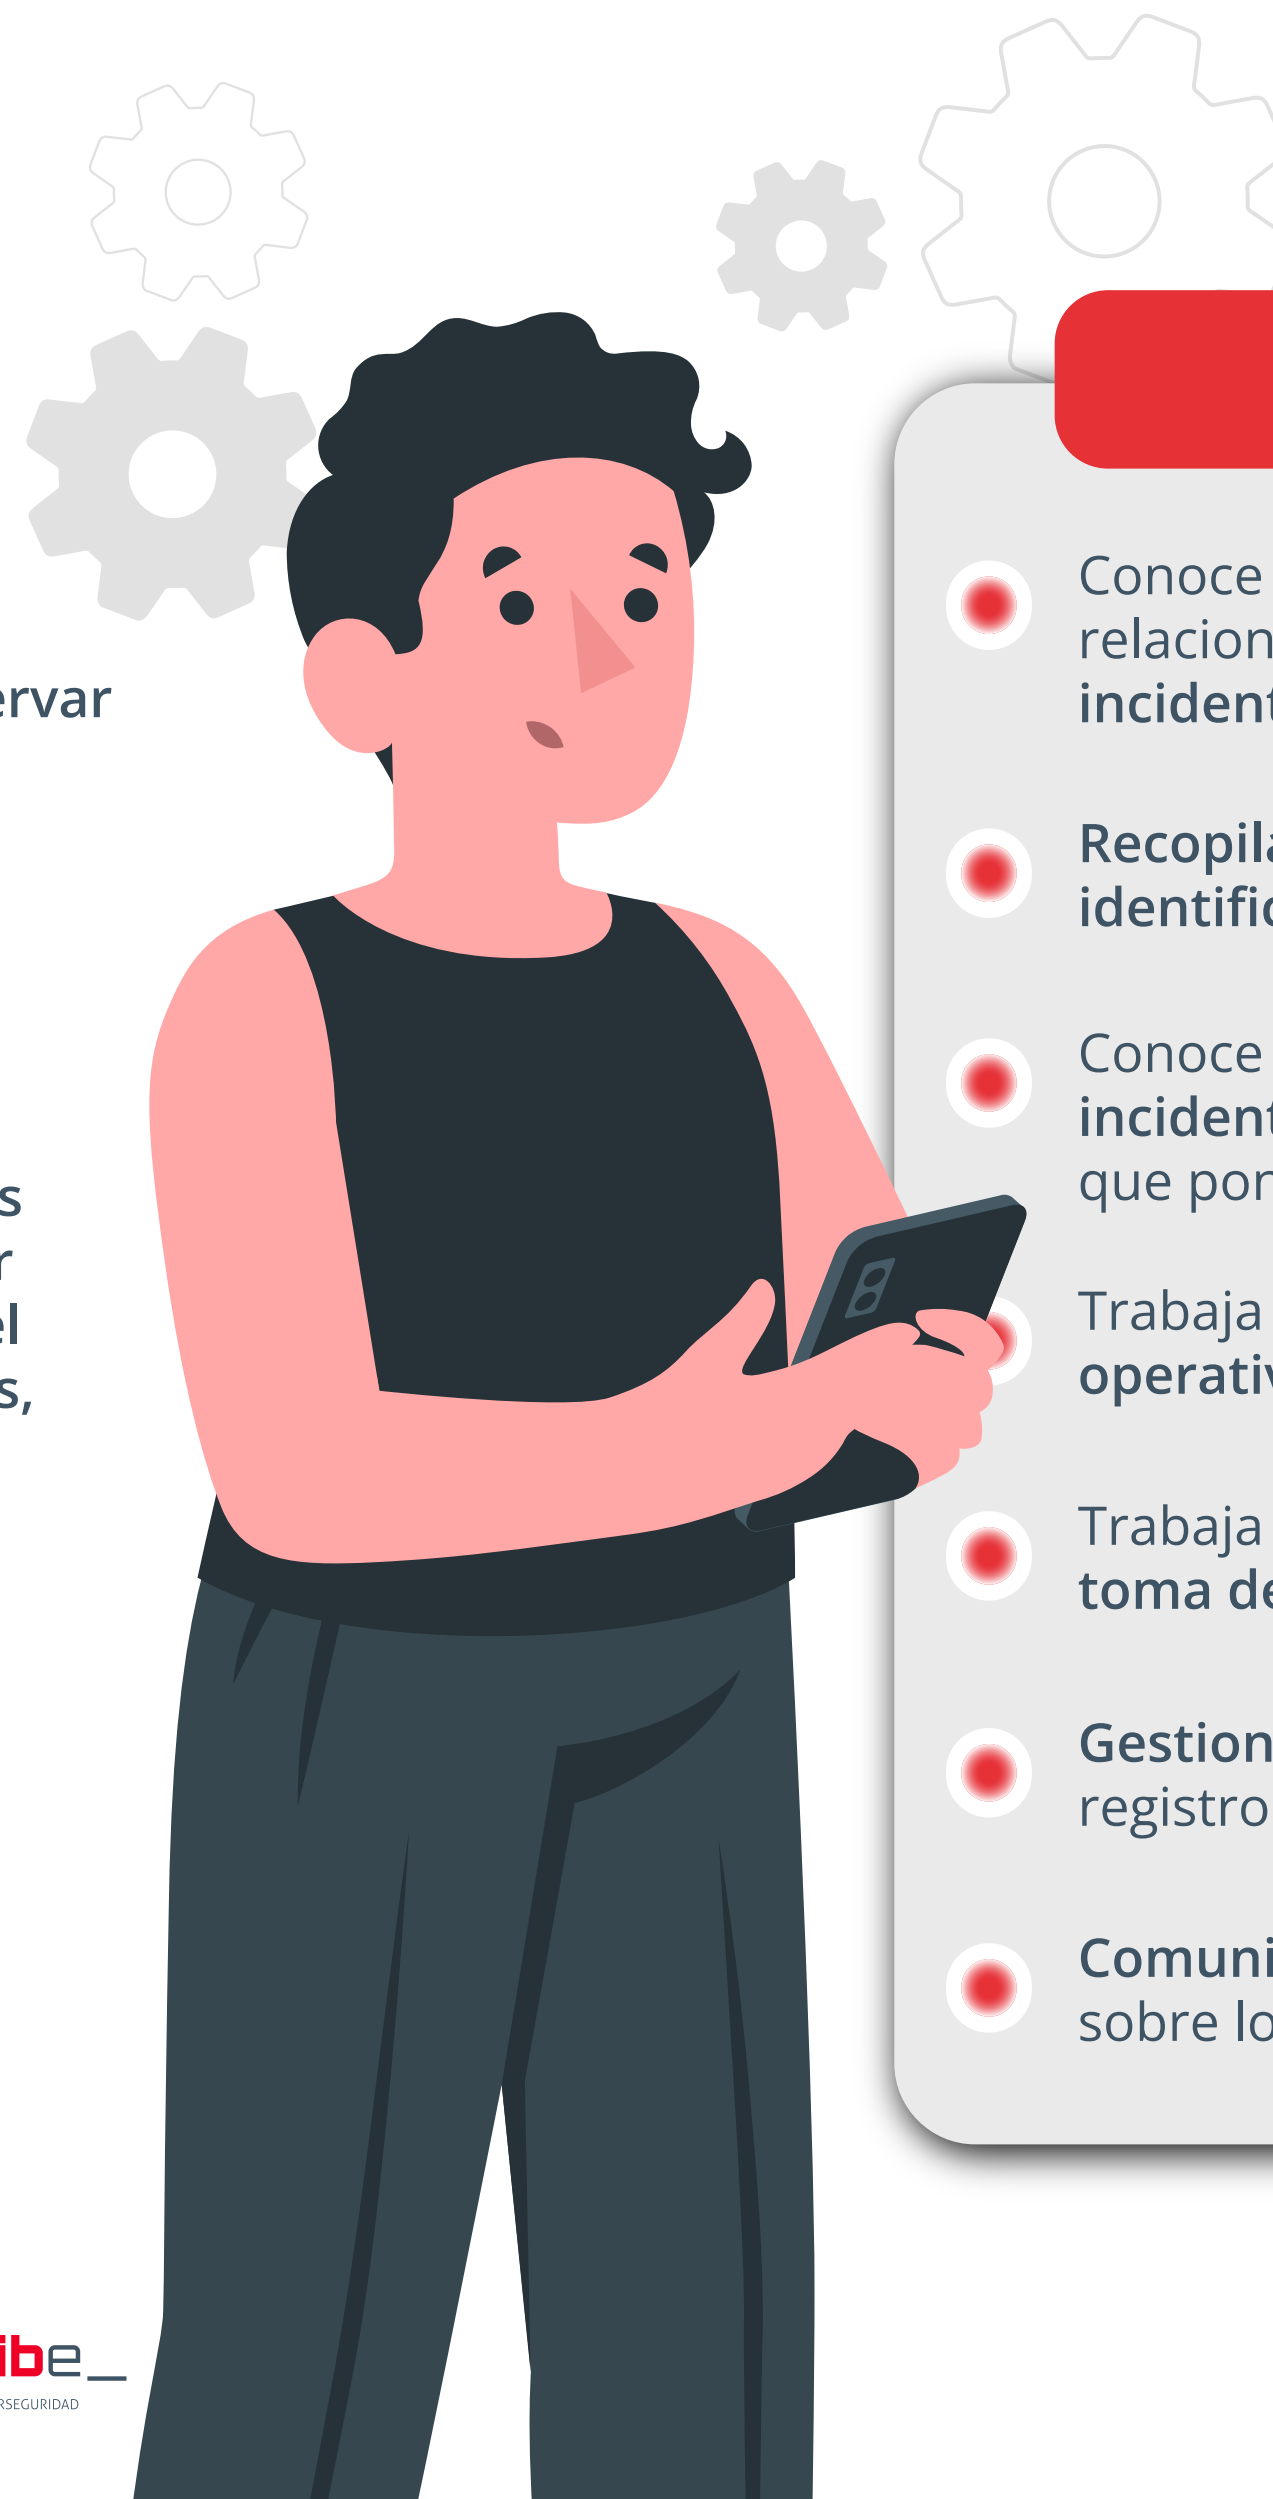 ervar
s
r
el
s,
ibe_
RSEGURIDAD
Conoce
relacion
incident
Recopila
identific
Conoce
incident
que por
Trabaja
operativ
Trabaja
toma de
Gestion
registro
Comuni
sobre lo